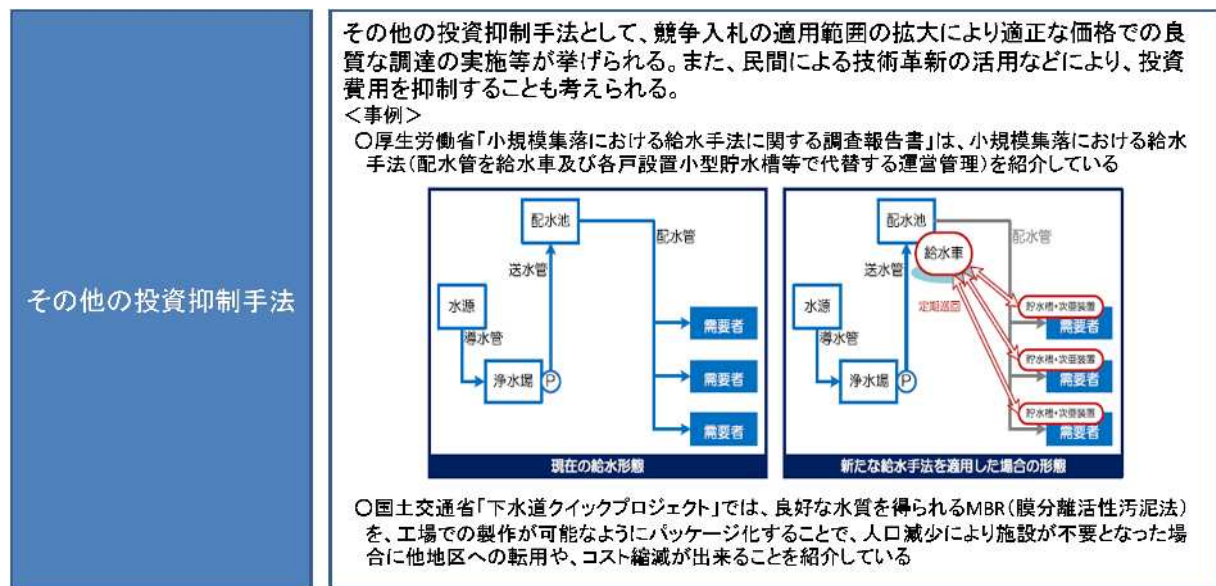 その他の投資抑制手法
その他の投資抑制手法として、競争入札の適用範囲の拡大により適正な価格での良
質な調達の実施等が挙げられる。また、民間による技術革新の活用などにより、投資
費用を抑制することも考えられる。
＜事例＞
○厚生労働省「小規模集落における給水手法に関する調査報告書」は、小規模集落における給水
手法(配水管を給水車及び各戸設置小型貯水槽等で代替する運営管理)を紹介している
配水池
配水管
送水管
水源
導水管
浄水場
P
需要者
需要者
需要者
現在の給水形態
配水池
配水管
給水車
送水管
水源
定期巡回
貯水槽・次亜装置
需要者
導水管
浄水場
P
貯水槽・次亜装置
需要者
貯水槽・次亜装置
需要者
新たな給水手法を適用した場合の形態
○国土交通省「下水道クイックプロジェクト」では、良好な水質を得られるMBR(膜分離活性汚泥法)
を、工場での製作が可能なようにパッケージ化することで、人口減少により施設が不要となった場
合に他地区への転用や、コスト縮減が出来ることを紹介している